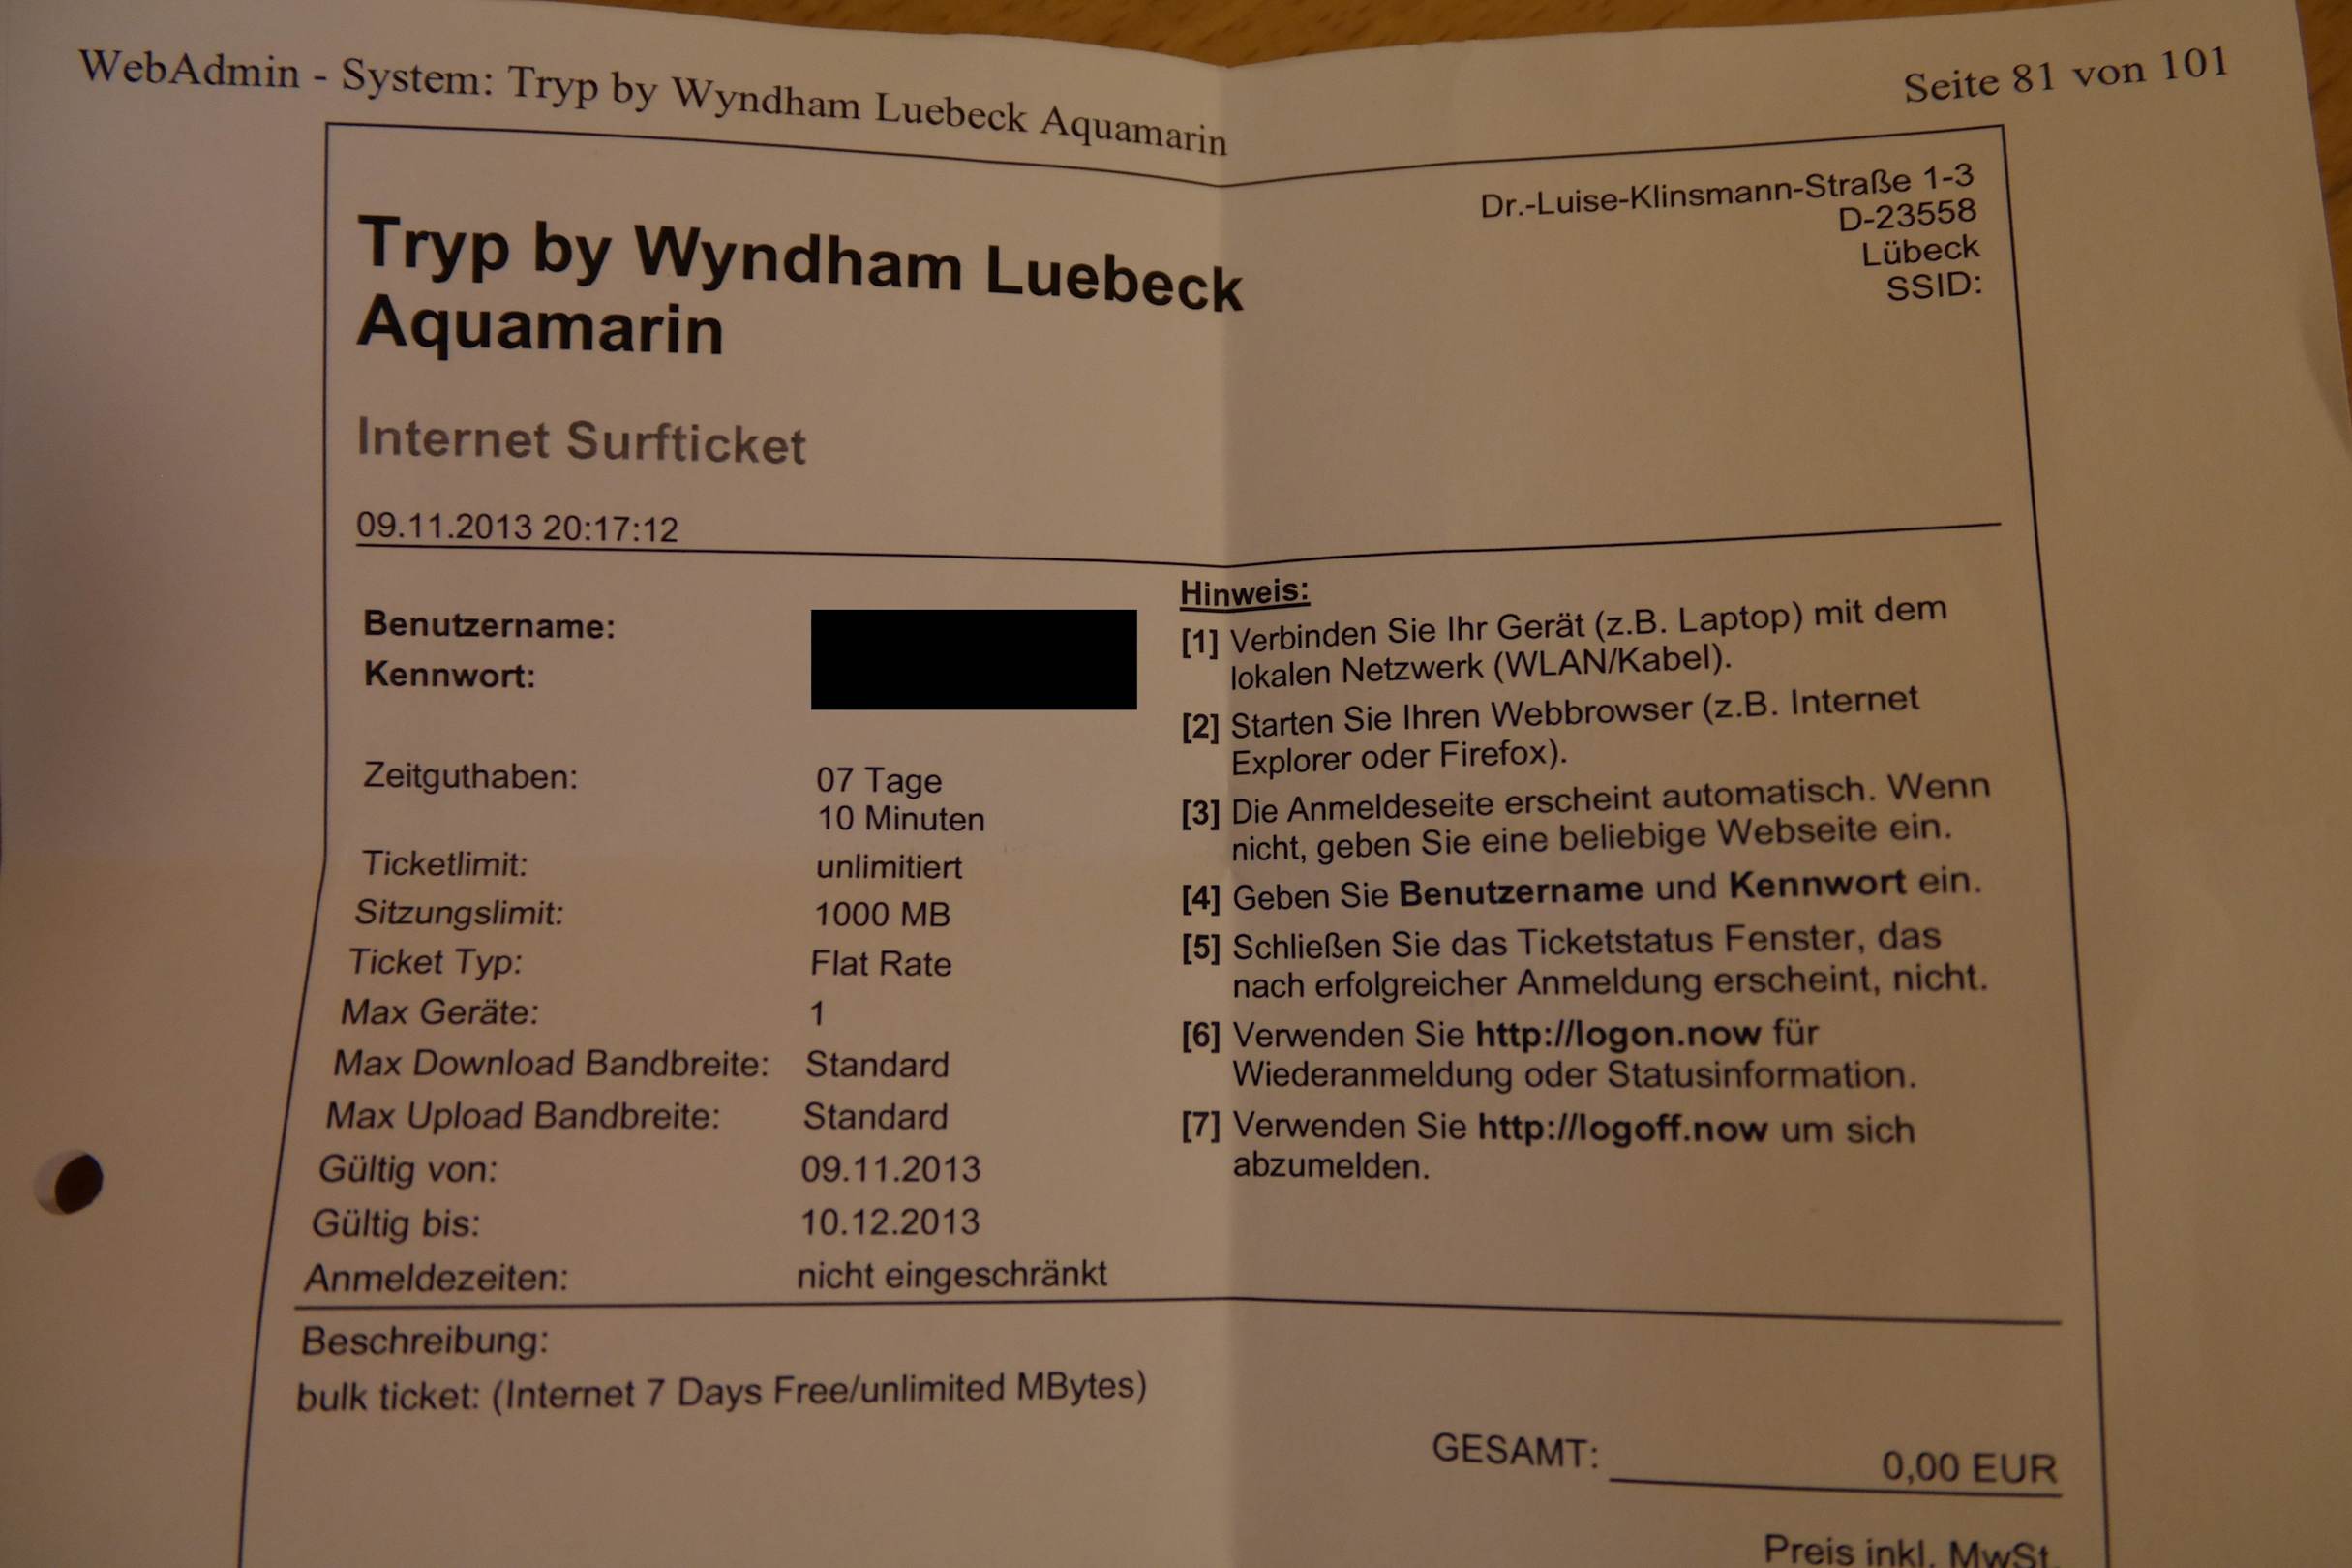 WebAdmin - System: Tryp by Wyndham Luebeck Aquamarin
Seite 81 von 101
Dr.-Luise-Klinsmann-Straße 1-3
D-23558
Lübeck
SSID:
Tryp by Wyndham Luebeck
Aquamarin
Internet Surfticket
09.11.2013 20:17:12
Benutzername:
Kennwort:
Zeitguthaben: 07 Tage
10 Minuten
Ticketlimit: unlimitiert
Sitzungslimit: 1000 MB
Ticket Typ: Flat Rate
Max Geräte: 1
Max Download Bandbreite: Standard
Max Upload Bandbreite: Standard
Gültig von: 09.11.2013
Gültig bis: 10.12.2013
Anmeldezeiten: nicht eingeschränkt
Hinweis:
[1] Verbinden Sie Ihr Gerät (z.B. Laptop) mit dem
lokalen Netzwerk (WLAN/Kabel).
[2] Starten Sie Ihren Webbrowser (z.B. Internet
Explorer oder Firefox).
[3] Die Anmeldeseite erscheint automatisch. Wenn
nicht, geben Sie eine beliebige Webseite ein.
[4] Geben Sie Benutzername und Kennwort ein.
[5] Schließen Sie das Ticketstatus Fenster, das
nach erfolgreicher Anmeldung erscheint, nicht.
[6] Verwenden Sie http://logon.now für
Wiederanmeldung oder Statusinformation.
[7] Verwenden Sie http://logoff.now um sich
abzumelden.
Beschreibung:
bulk ticket: (Internet 7 Days Free/unlimited MBytes)
GESAMT: 0,00 EUR
Preis inkl. MwSt.